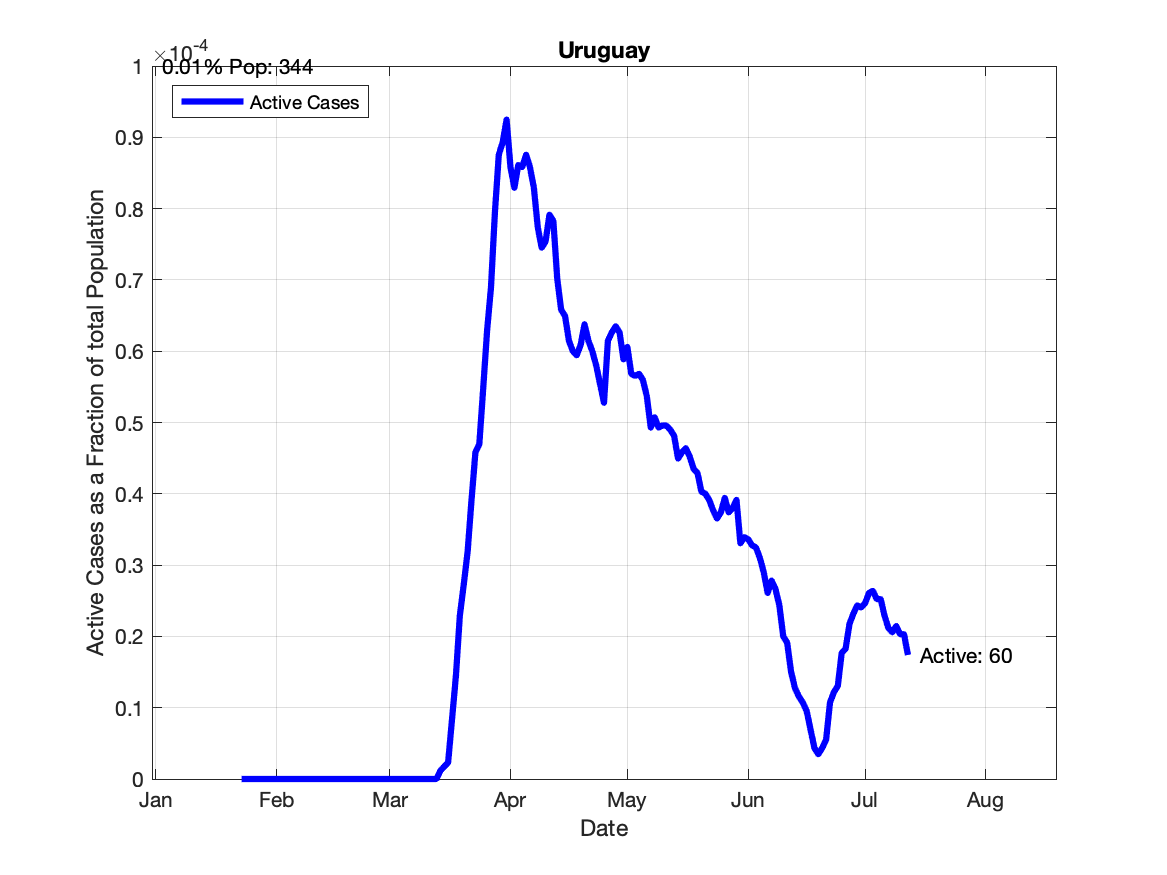 Uruguay
×10-4
0.01% Pop: 344
Active Cases
1
0.9
0.8
0.7
0.6
0.5
0.4
0.3
0.2
0.1
0
Active Cases as a Fraction of total Population
Active: 60
Jan Feb Mar Apr May Jun Jul Aug
Date